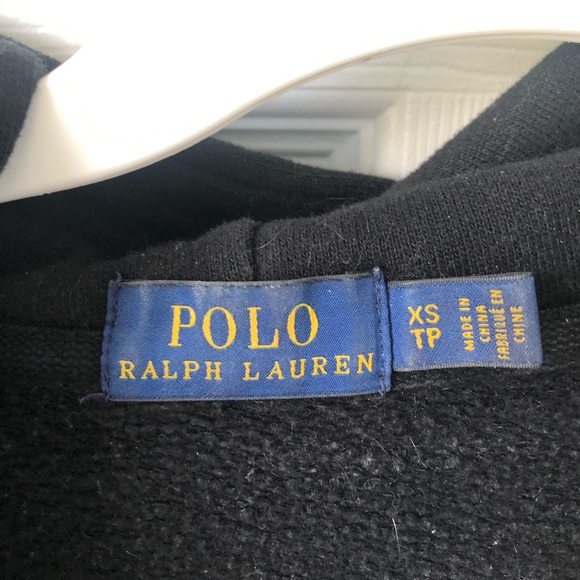 POLO
RALPH LAUREN
XS
TP
MADE IN
CHINA
FABRIQUÉ EN
CHINE